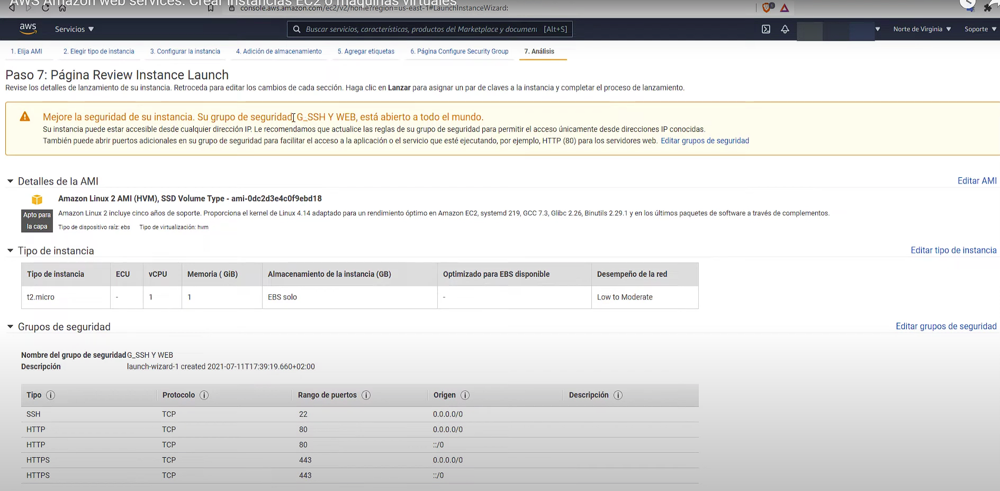 AWS Amazon web services. Crear instancias EC2 o máquinas virtuales
console.aws.amazon.com/ec2/v2/home?region=us-east-1#LaunchInstanceWizard:
1
aws
Servicios
Buscar servicios, características, productos del Marketplace y document [Alt+S]
Norte de Virginia
Soporte
1. Elija AMI
2. Elegir tipo de instancia
3. Configurar la instancia
4. Adición de almacenamiento
5. Agregar etiquetas
6. Página Configure Security Group
7. Análisis
Paso 7: Página Review Instance Launch
Revise los detalles de lanzamiento de su instancia. Retroceda para editar los cambios de cada sección. Haga clic en Lanzar para asignar un par de claves a la instancia y completar el proceso de lanzamiento.
Mejore la seguridad de su instancia. Su grupo de seguridad, G_SSH Y WEB, está abierto a todo el mundo.
Su instancia puede estar accesible desde cualquier dirección IP. Le recomendamos que actualice las reglas de su grupo de seguridad para permitir el acceso únicamente desde direcciones IP conocidas.
También puede abrir puertos adicionales en su grupo de seguridad para facilitar el acceso a la aplicación o el servicio que esté ejecutando, por ejemplo, HTTP (80) para los servidores web. Editar grupos de seguridad
Detalles de la AMI
Editar AMI
Amazon Linux 2 AMI (HVM), SSD Volume Type - ami-0dc2d3e4c0f9ebd18
Apto para
la capa
Amazon Linux 2 incluye cinco años de soporte. Proporciona el kernel de Linux 4.14 adaptado para un rendimiento óptimo en Amazon EC2, systemd 219, GCC 7.3, Glibc 2.26, Binutils 2.29.1 y en los últimos paquetes de software a través de complementos.
Tipo de dispositivo raíz: ebs Tipo de virtualización: hvm
Tipo de instancia
Editar tipo de instancia
Tipo de instancia ECU vCPU Memoria ( GiB) Almacenamiento de la instancia (GB) Optimizado para EBS disponible Desempeño de la red
t2.micro - 1 1 EBS solo - Low to Moderate
Grupos de seguridad
Editar grupos de seguridad
Nombre del grupo de seguridad G_SSH Y WEB
Descripción launch-wizard-1 created 2021-07-11T17:39:19.660+02:00
Tipo Protocolo Rango de puertos Origen Descripción
SSH TCP 22 0.0.0.0/0
HTTP TCP 80 0.0.0.0/0
HTTP TCP 80 ::/0
HTTPS TCP 443 0.0.0.0/0
HTTPS TCP 443 ::/0